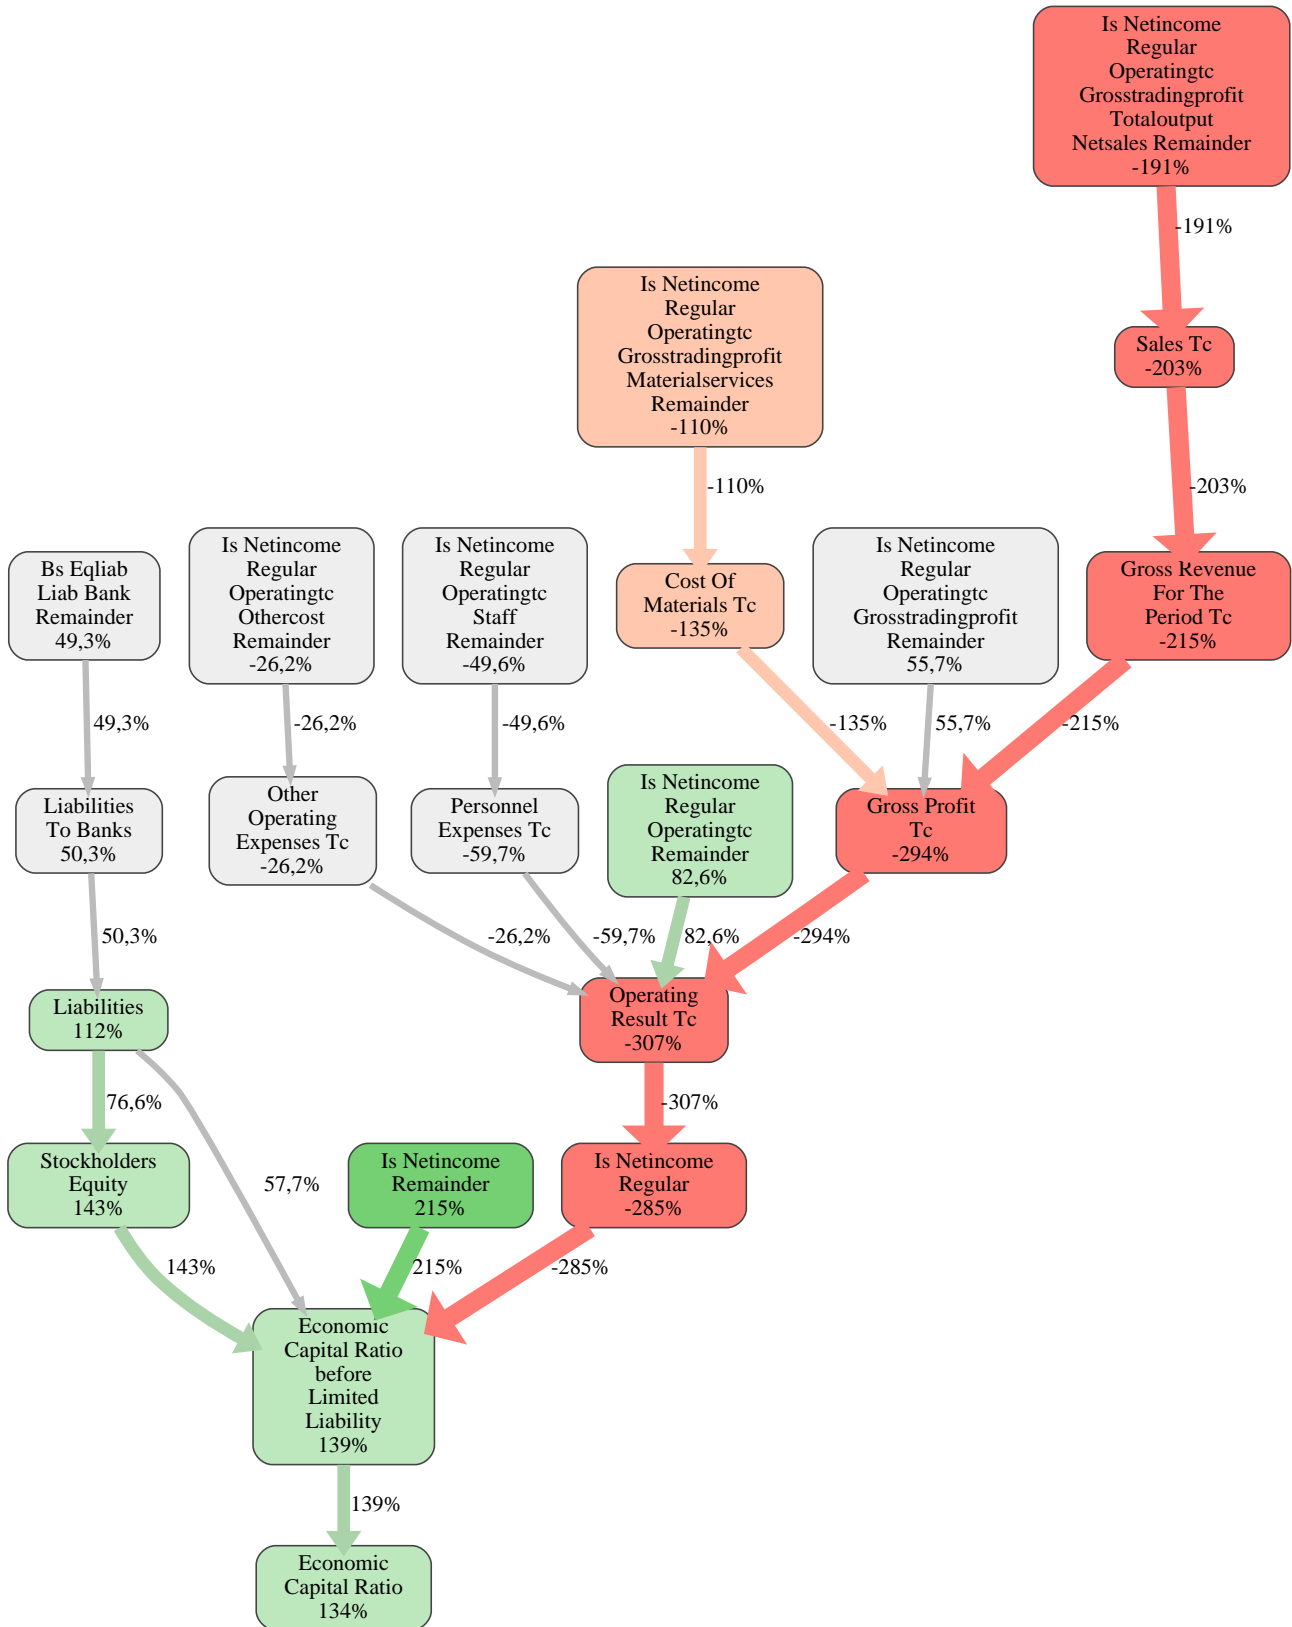 Is Netincome
Regular
Operatingtc
Grosstradingprofit
Totaloutput
Netsales Remainder
-191%
-191%
Is Netincome
Regular
Operatingtc
Grosstradingprofit
Materialservices
Remainder
-110%
Sales Tc
-203%
-110%
-203%
Bs Eqliab
Liab Bank
Remainder
49,3%
Is Netincome
Regular
Operatingtc
Othercost
Remainder
-26,2%
Is Netincome
Regular
Operatingtc
Staff
Remainder
-49,6%
Cost Of
Materials Tc
-135%
Is Netincome
Regular
Operatingtc
Grosstradingprofit
Remainder
55,7%
Gross Revenue
For The
Period Tc
-215%
49,3%
-26,2%
-49,6%
-135%
55,7%
-215%
Liabilities
To Banks
50,3%
Other
Operating
Expenses Tc
-26,2%
Personnel
Expenses Tc
-59,7%
Is Netincome
Regular
Operatingtc
Remainder
82,6%
Gross Profit
Tc
-294%
50,3%
-26,2%
-59,7%
82,6%
-294%
Liabilities
112%
Operating
Result Tc
-307%
76,6%
-307%
Stockholders
Equity
143%
57,7%
Is Netincome
Remainder
215%
Is Netincome
Regular
-285%
143%
215%
-285%
Economic
Capital Ratio
before
Limited
Liability
139%
139%
Economic
Capital Ratio
134%